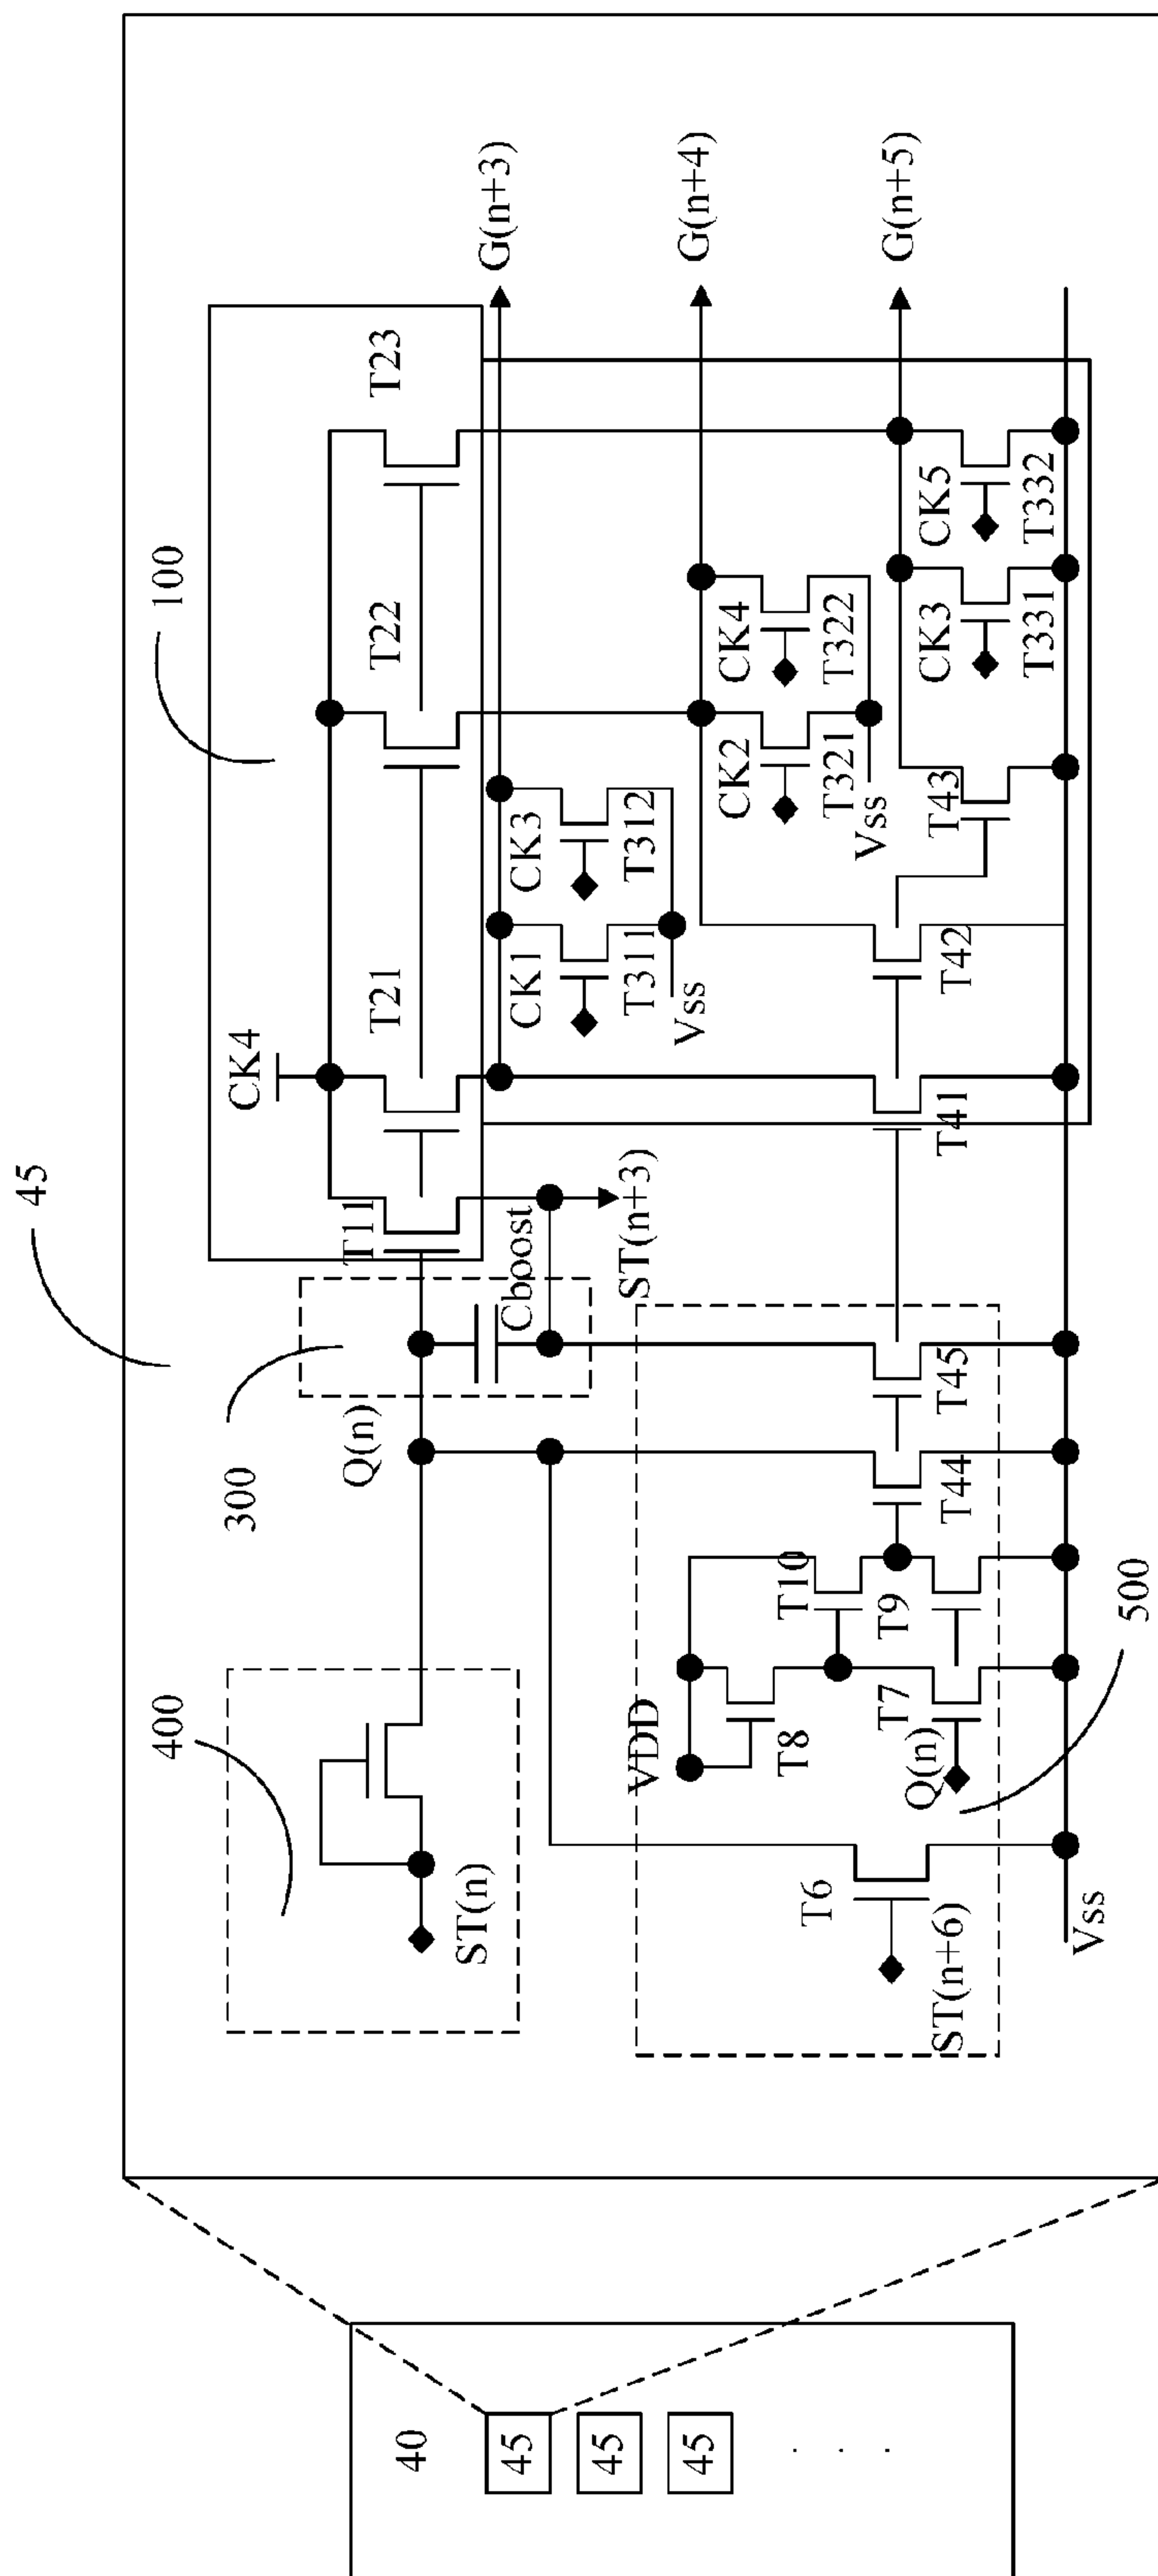 40
45
45
45
45
400
ST(n)
300
Q(n)
Cboost
ST(n+3)
CK4
100
T11
T21
T22
T23
G(n+3)
CK1
CK3
T311
T312
Vss
G(n+4)
CK2
CK4
T321
T322
Vss
G(n+5)
CK3
CK5
T331
T332
VDD
T8
T10
T7
T9
Q(n)
T6
ST(n+6)
T44
T45
T41
T42
T43
500
Vss